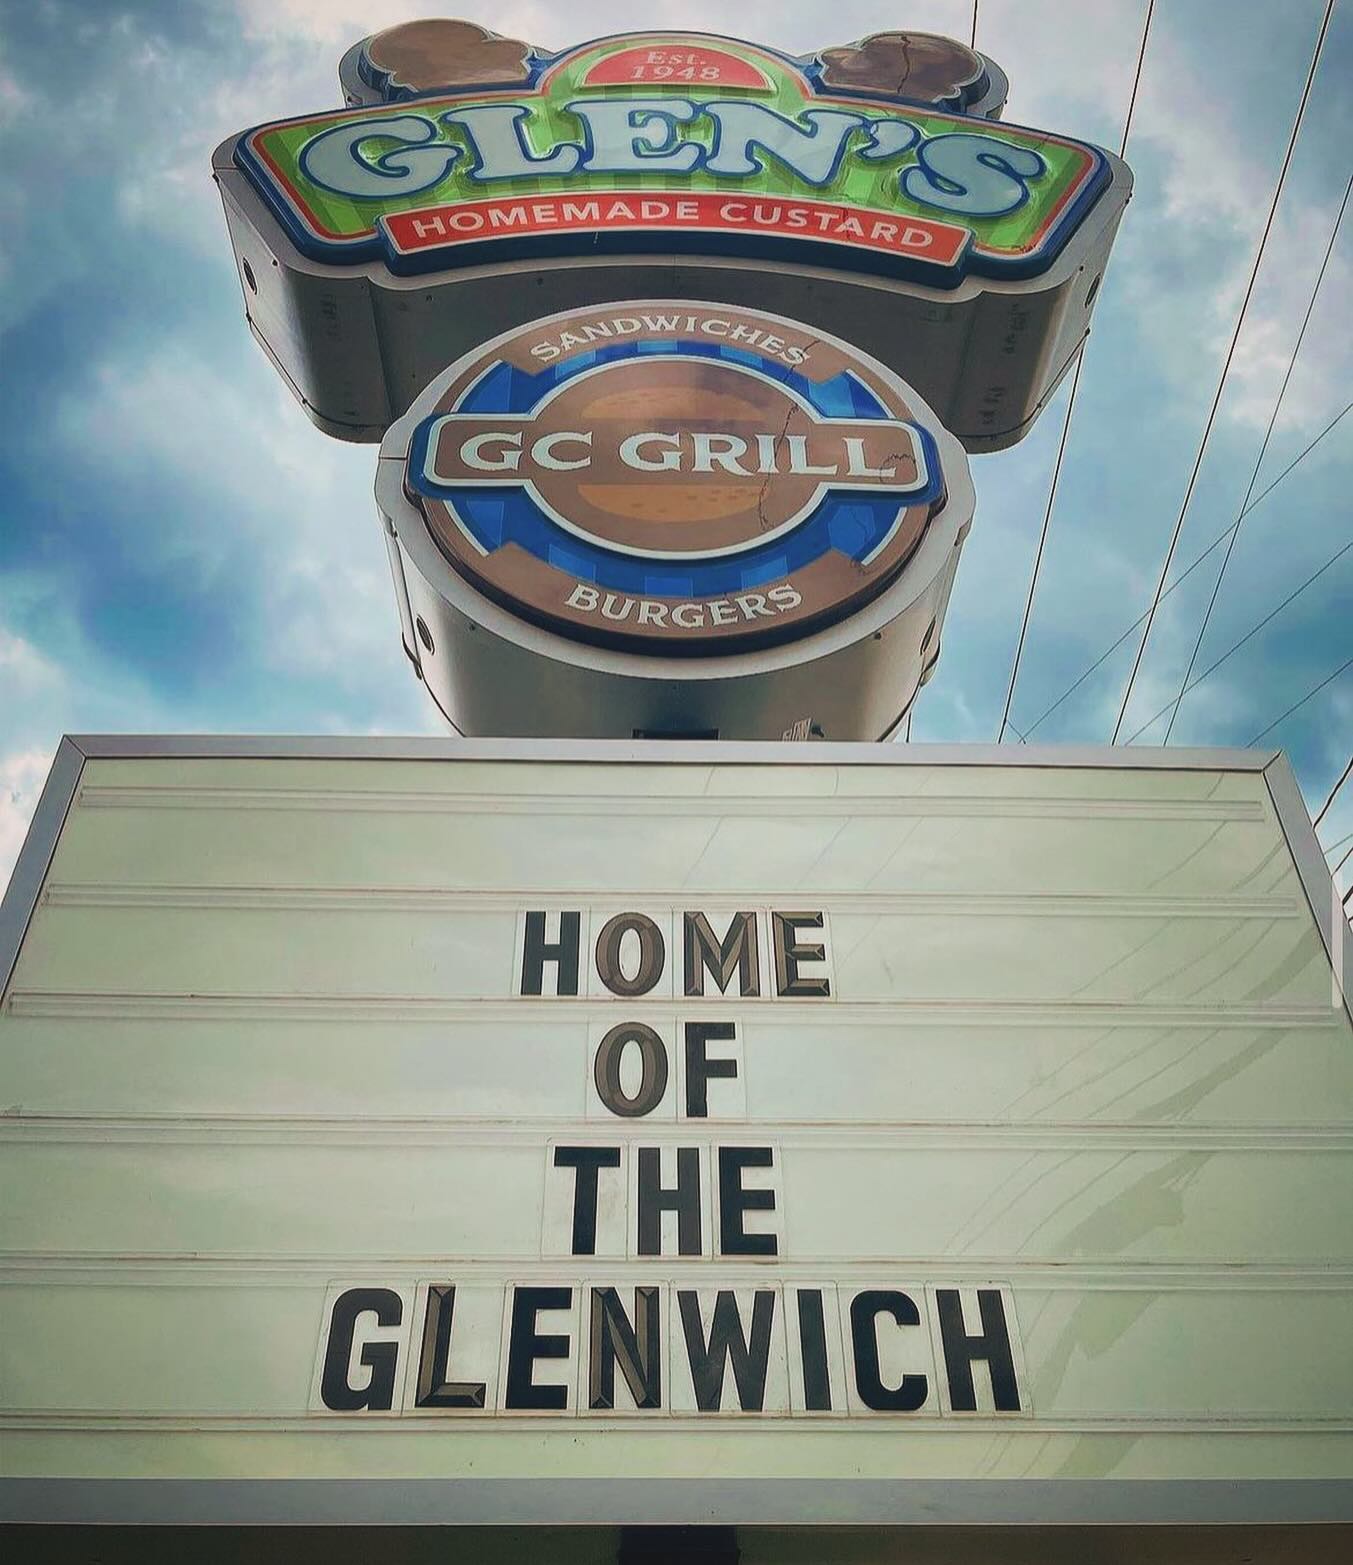 Est.
1948
GLEN'S
HOMEMADE CUSTARD
SANDWICHES
GC GRILL
BURGERS
HOME
OF
THE
GLENWICH